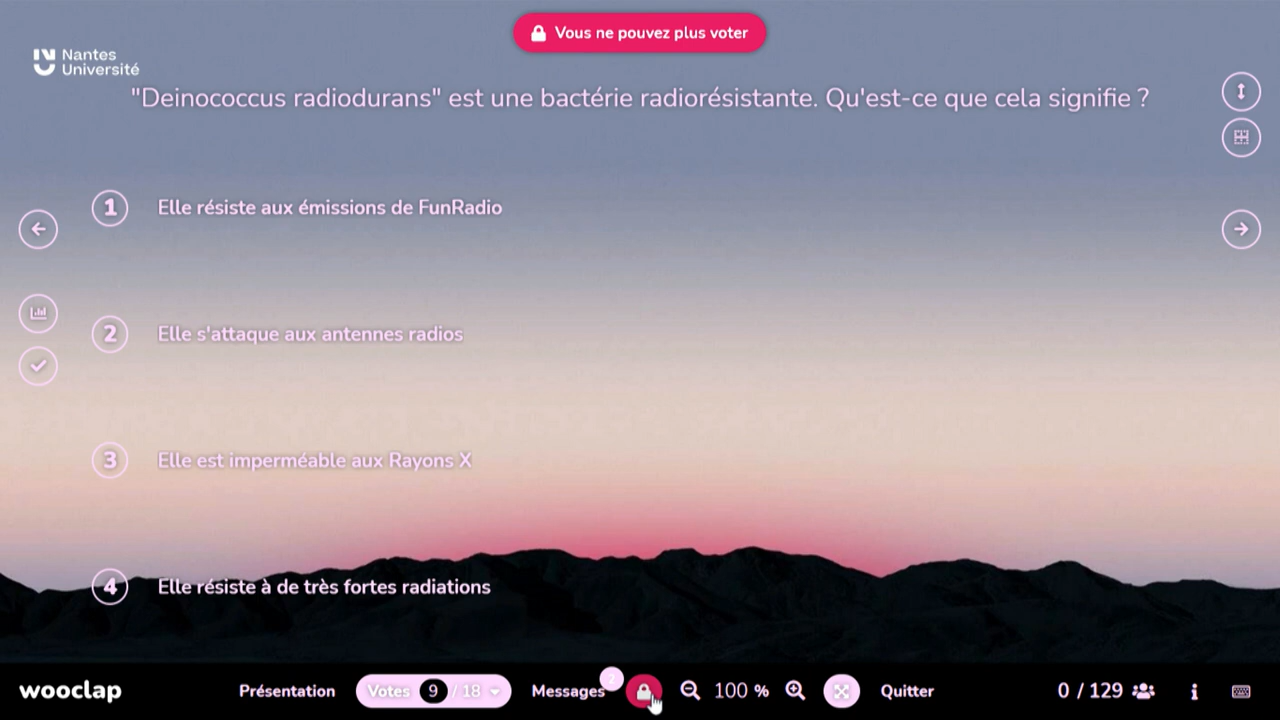 Vous ne pouvez plus voter
Nantes
Université
"Deinococcus radiodurans" est une bactérie radiorésistante. Qu'est-ce que cela signifie ?
1 Elle résiste aux émissions de FunRadio
2 Elle s'attaque aux antennes radios
3 Elle est imperméable aux Rayons X
4 Elle résiste à de très fortes radiations
wooclap Présentation Votes 9 / 18 Messages 2 100 % Quitter 0 / 129